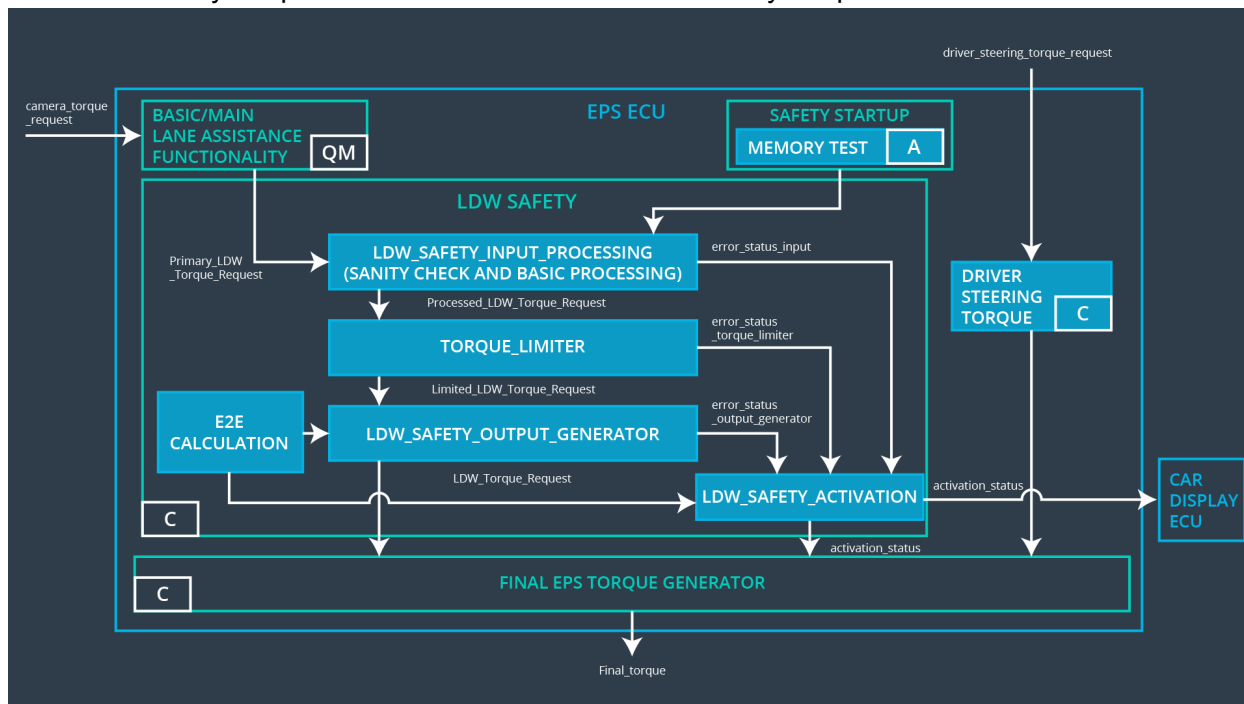 driver_steering_torque_request
camera_torque
_request
EPS ECU
BASIC/MAIN
LANE ASSISTANCE
FUNCTIONALITY
QM
SAFETY STARTUP
MEMORY TEST
A
LDW SAFETY
Primary_LDW
_Torque_Request
LDW_SAFETY_INPUT_PROCESSING
(SANITY CHECK AND BASIC PROCESSING)
error_status_input
DRIVER
STEERING
TORQUE
C
Processed_LDW_Torque_Request
TORQUE_LIMITER
error_status
_torque_limiter
Limited_LDW_Torque_Request
E2E
CALCULATION
LDW_SAFETY_OUTPUT_GENERATOR
error_status
_output_generator
LDW_Torque_Request
LDW_SAFETY_ACTIVATION
activation_status
CAR
DISPLAY
ECU
C
activation_status
FINAL EPS TORQUE GENERATOR
C
Final_torque